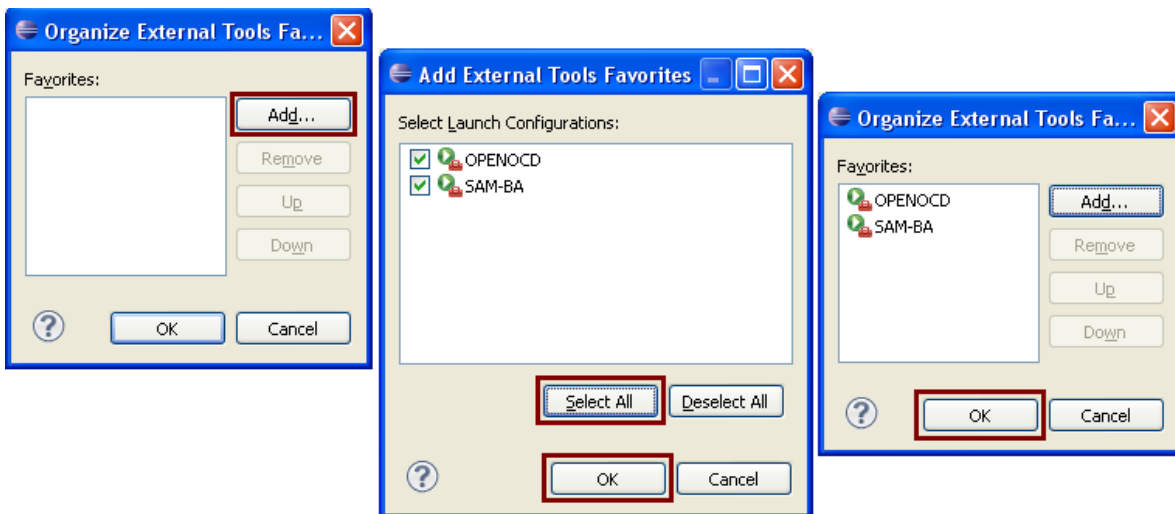 Organize External Tools Fa...
Favorites:
Add...
Remove
Up
Down
OK
Cancel
Add External Tools Favorites
Select Launch Configurations:
OPENOCD
SAM-BA
Select All
Deselect All
OK
Cancel
Organize External Tools Fa...
Favorites:
OPENOCD
SAM-BA
Add...
Remove
Up
Down
OK
Cancel